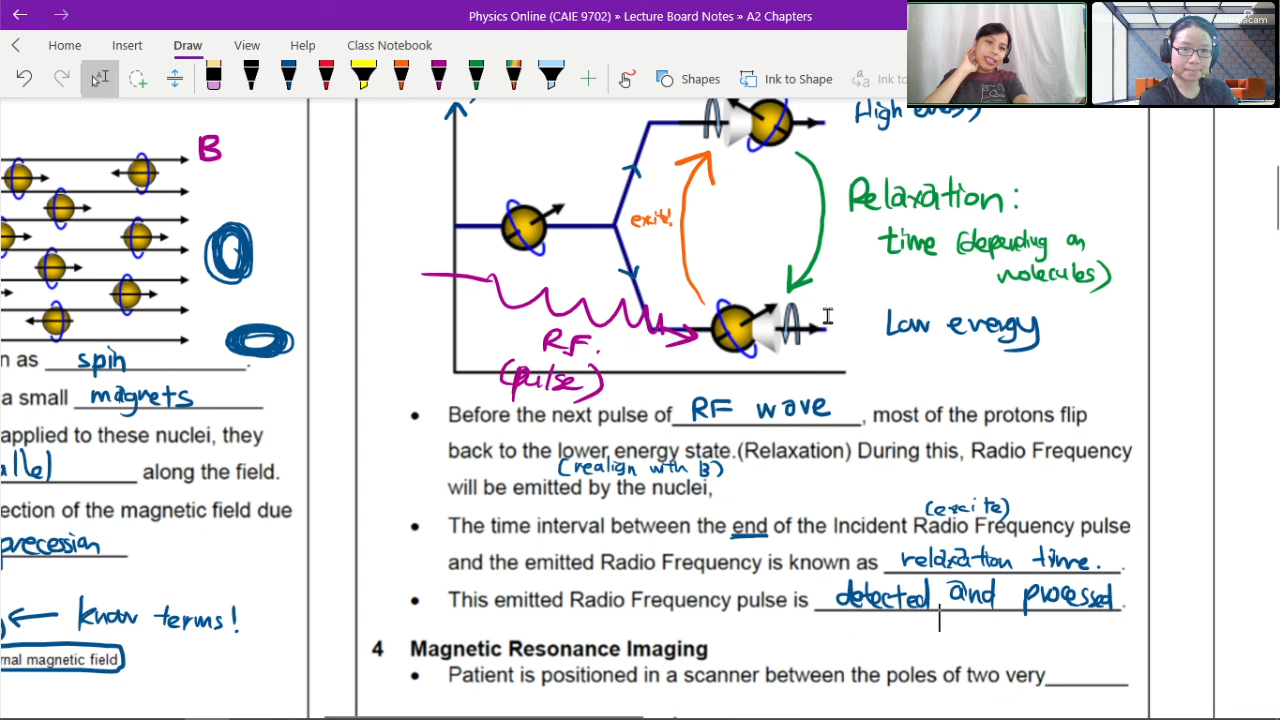 Physics Online (CAIE 9702) » Lecture Board Notes » A2 Chapters
Home Insert Draw View Help Class Notebook
Shapes Ink to Shape Ink to
B
High energy
excite!
Relaxation:
time (depending on
molecules)
Low energy
RF.
(pulse)
n as spin.
a small magnets
applied to these nuclei, they
along the field.
ection of the magnetic field due
precession
← know terms!
rnal magnetic field
• Before the next pulse of RF wave, most of the protons flip
back to the lower energy state.(Relaxation) During this, Radio Frequency
(realign with B)
will be emitted by the nuclei,
(excite)
• The time interval between the end of the Incident Radio Frequency pulse
and the emitted Radio Frequency is known as relaxation time.
• This emitted Radio Frequency pulse is detected and processed.
4 Magnetic Resonance Imaging
• Patient is positioned in a scanner between the poles of two very